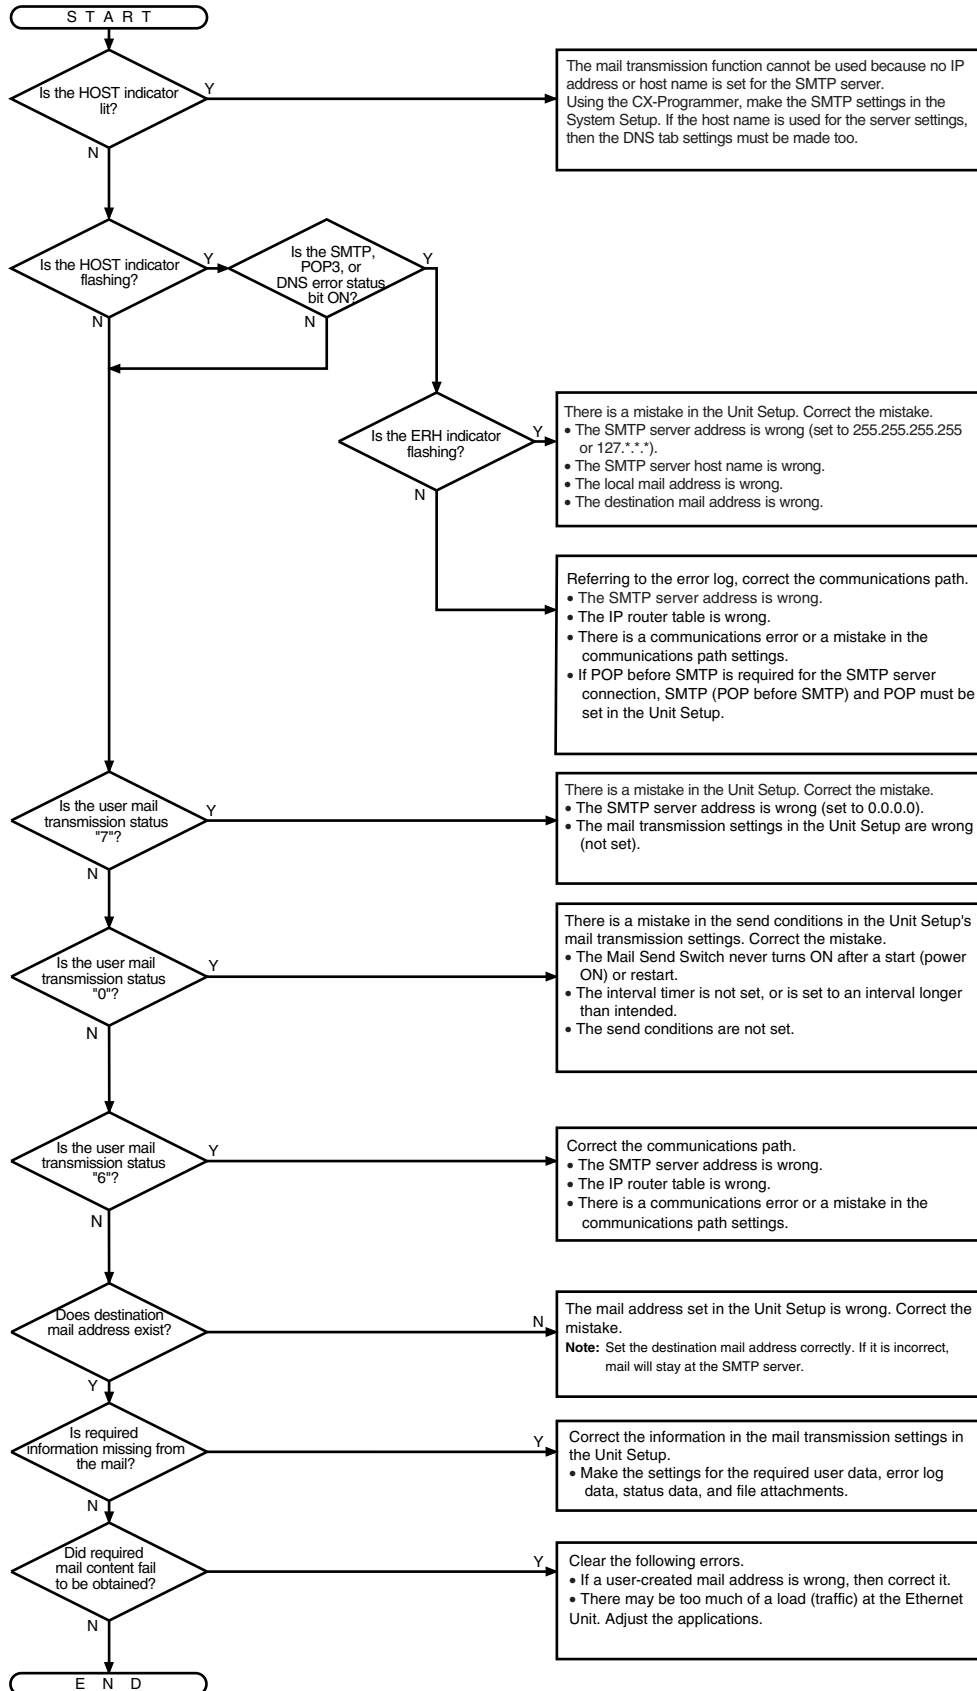 S T A R T
Is the HOST indicator
lit?
Y
N
The mail transmission function cannot be used because no IP
address or host name is set for the SMTP server.
Using the CX-Programmer, make the SMTP settings in the
System Setup. If the host name is used for the server settings,
then the DNS tab settings must be made too.
Is the HOST indicator
flashing?
Y
N
Is the SMTP,
POP3, or
DNS error status
bit ON?
Y
N
Is the ERH indicator
flashing?
Y
N
There is a mistake in the Unit Setup. Correct the mistake.
• The SMTP server address is wrong (set to 255.255.255.255
or 127.*.*.*).
• The SMTP server host name is wrong.
• The local mail address is wrong.
• The destination mail address is wrong.
Referring to the error log, correct the communications path.
• The SMTP server address is wrong.
• The IP router table is wrong.
• There is a communications error or a mistake in the
communications path settings.
• If POP before SMTP is required for the SMTP server
connection, SMTP (POP before SMTP) and POP must be
set in the Unit Setup.
Is the user mail
transmission status
"7"?
Y
N
There is a mistake in the Unit Setup. Correct the mistake.
• The SMTP server address is wrong (set to 0.0.0.0).
• The mail transmission settings in the Unit Setup are wrong
(not set).
Is the user mail
transmission status
"0"?
Y
N
There is a mistake in the send conditions in the Unit Setup's
mail transmission settings. Correct the mistake.
• The Mail Send Switch never turns ON after a start (power
ON) or restart.
• The interval timer is not set, or is set to an interval longer
than intended.
• The send conditions are not set.
Is the user mail
transmission status
"6"?
Y
N
Correct the communications path.
• The SMTP server address is wrong.
• The IP router table is wrong.
• There is a communications error or a mistake in the
communications path settings.
Does destination
mail address exist?
N
Y
The mail address set in the Unit Setup is wrong. Correct the
mistake.
Note: Set the destination mail address correctly. If it is incorrect,
mail will stay at the SMTP server.
Is required
information missing from
the mail?
Y
N
Correct the information in the mail transmission settings in
the Unit Setup.
• Make the settings for the required user data, error log
data, status data, and file attachments.
Did required
mail content fail
to be obtained?
Y
N
Clear the following errors.
• If a user-created mail address is wrong, then correct it.
• There may be too much of a load (traffic) at the Ethernet
Unit. Adjust the applications.
E N D